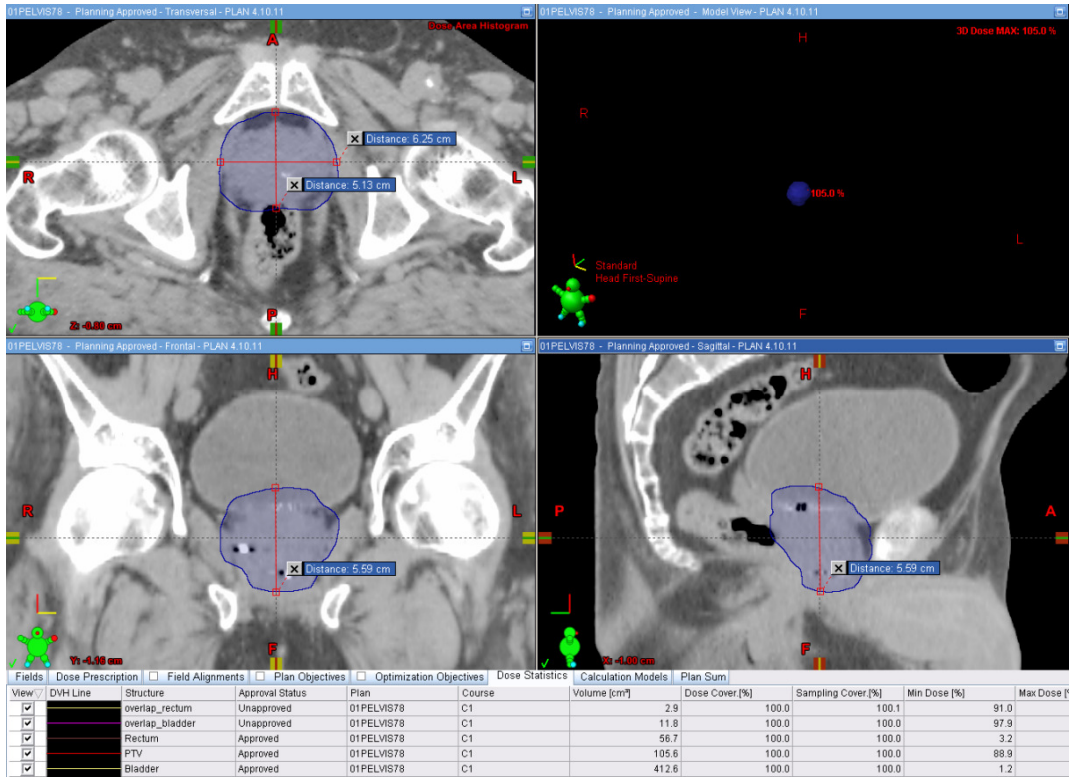 01PELVIS78 - Planning Approved - Transversal - PLAN 4.10.11
Dose Area Histogram
A
Distance: 6.25 cm
Distance: 5.13 cm
R
L
P
Z: -0.80 cm
01PELVIS78 - Planning Approved - Model View - PLAN 4.10.11
3D Dose MAX: 105.0 %
H
R
105.0 %
L
Standard
Head First-Supine
F
01PELVIS78 - Planning Approved - Frontal - PLAN 4.10.11
H
R
L
Distance: 5.59 cm
F
01PELVIS78 - Planning Approved - Sagittal - PLAN 4.10.11
H
P
A
Distance: 5.59 cm
F
Fields Dose Prescription Field Alignments Plan Objectives Optimization Objectives Dose Statistics Calculation Models Plan Sum
View DVH Line Structure Approval Status Plan Course Volume [cm³] Dose Cover.[%] Sampling Cover.[%] Min Dose [%] Max Dose [
overlap_rectum Unapproved 01PELVIS78 C1 2.9 100.0 100.1 91.0
overlap_bladder Unapproved 01PELVIS78 C1 11.8 100.0 100.0 97.9
Rectum Approved 01PELVIS78 C1 56.7 100.0 100.0 3.2
PTV Approved 01PELVIS78 C1 105.6 100.0 100.0 88.9
Bladder Approved 01PELVIS78 C1 412.6 100.0 100.0 1.2